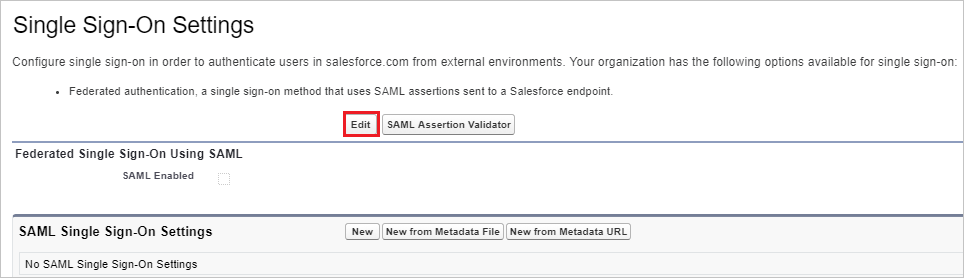 Single Sign-On Settings
Configure single sign-on in order to authenticate users in salesforce.com from external environments. Your organization has the following options available for single sign-on:
• Federated authentication, a single sign-on method that uses SAML assertions sent to a Salesforce endpoint.
Edit SAML Assertion Validator
Federated Single Sign-On Using SAML
SAML Enabled
SAML Single Sign-On Settings New New from Metadata File New from Metadata URL
No SAML Single Sign-On Settings